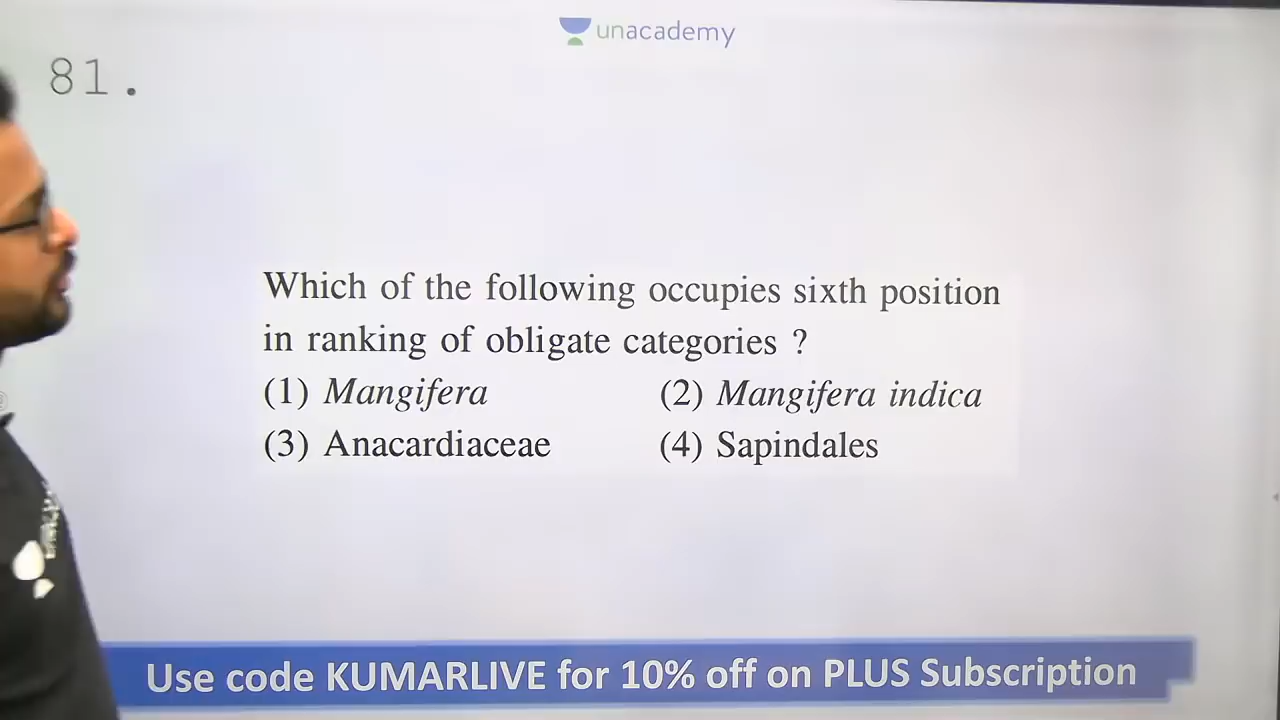 unacademy
81.
Which of the following occupies sixth position
in ranking of obligate categories ?
(1) Mangifera (2) Mangifera indica
(3) Anacardiaceae (4) Sapindales
Use code KUMARLIVE for 10% off on PLUS Subscription